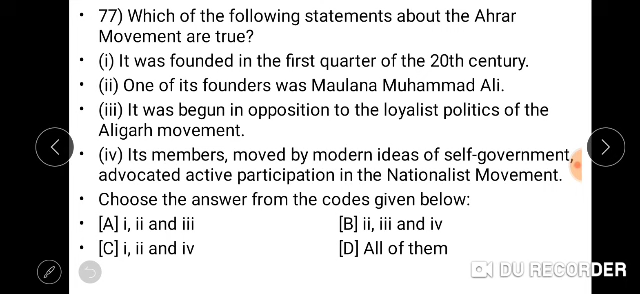 • 77) Which of the following statements about the Ahrar
Movement are true?
• (i) It was founded in the first quarter of the 20th century.
• (ii) One of its founders was Maulana Muhammad Ali.
• (iii) It was begun in opposition to the loyalist politics of the
Aligarh movement.
• (iv) Its members, moved by modern ideas of self-government,
advocated active participation in the Nationalist Movement.
• Choose the answer from the codes given below:
• [A] i, ii and iii [B] ii, iii and iv
• [C] i, ii and iv [D] All of them
DU RECORDER